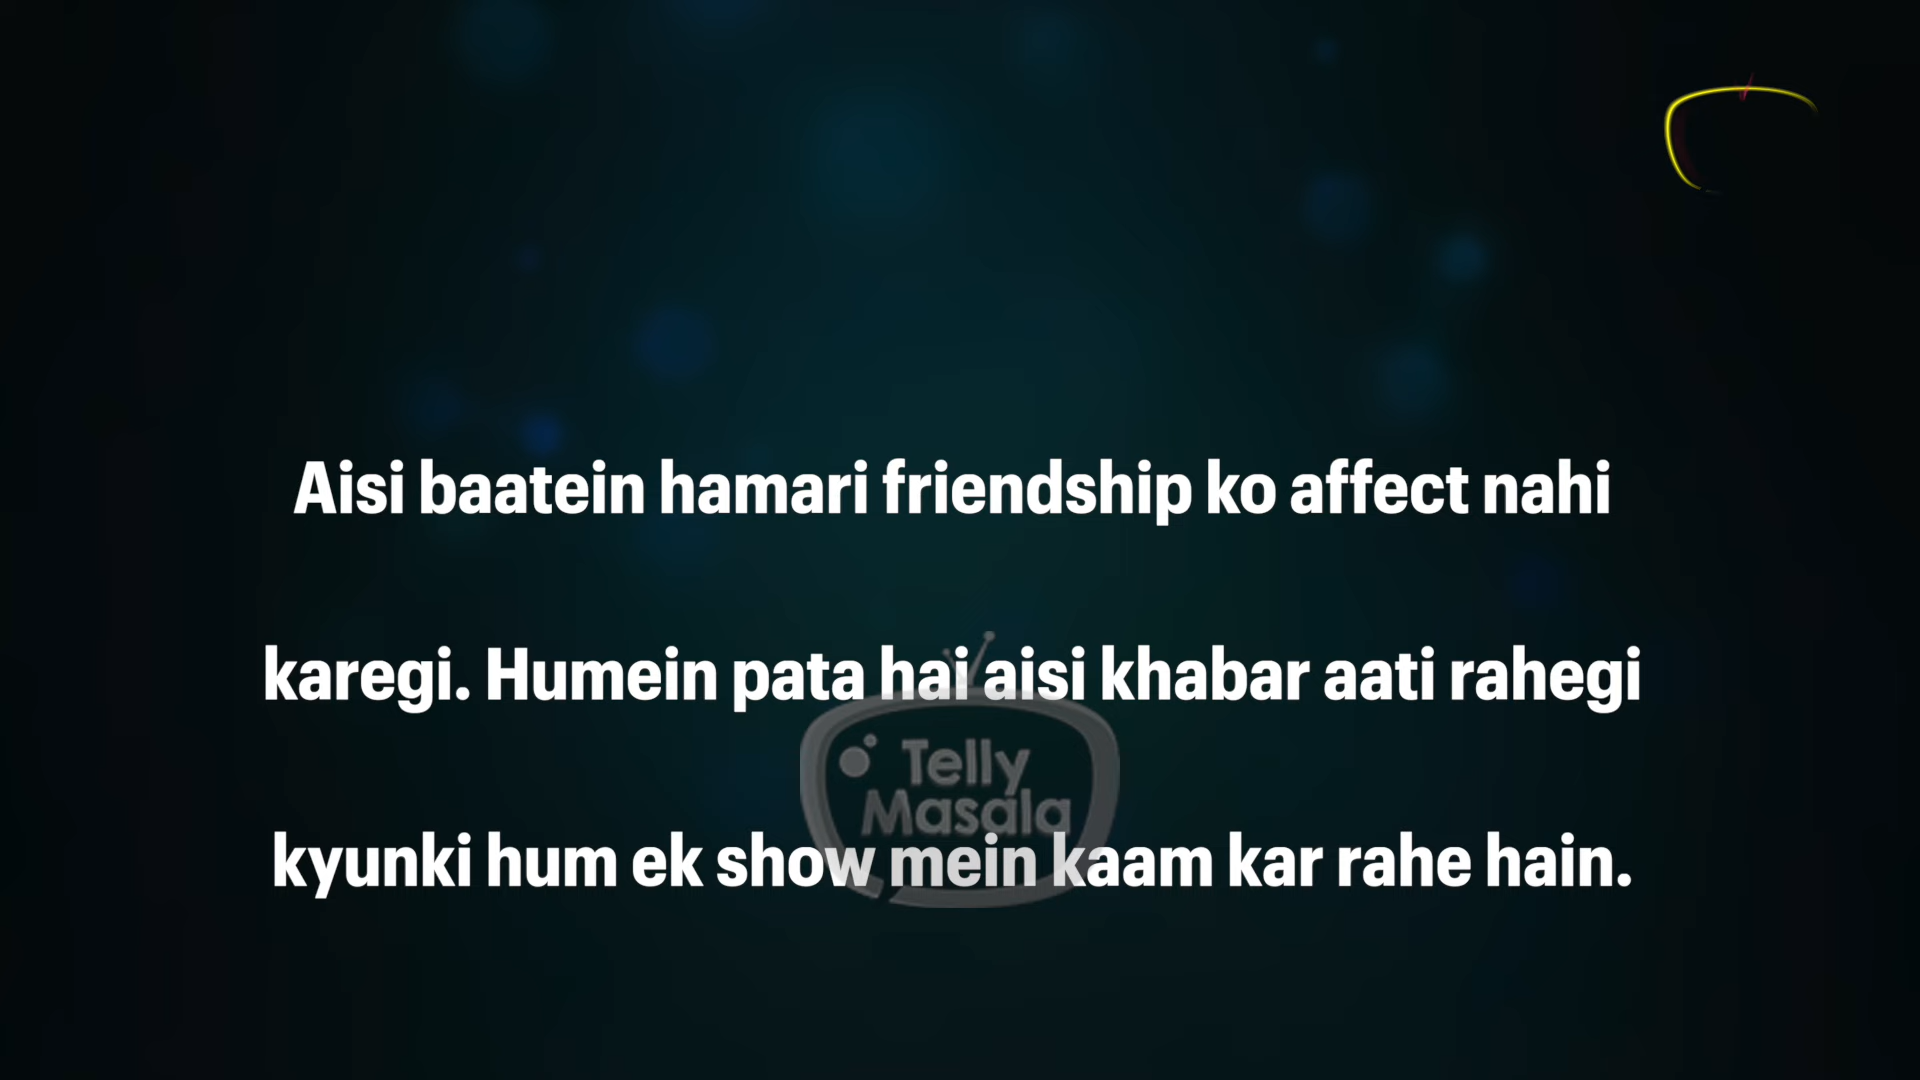 Aisi baatein hamari friendship ko affect nahi
karegi. Humein pata hai aisi khabar aati rahegi
Telly
Masala
kyunki hum ek show mein kaam kar rahe hain.